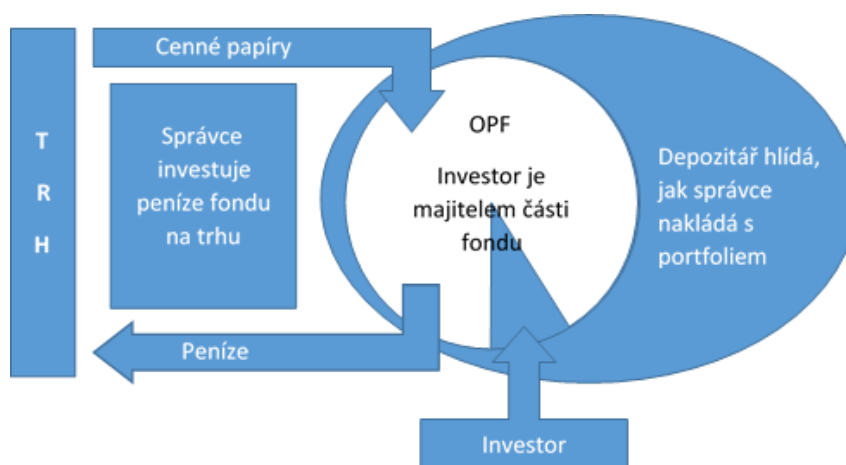 Cenné papíry
T
R
H
Správce
investuje
peníze fondu
na trhu
OPF
Investor je
majitelem části
fondu
Depozitář hlídá,
jak správce
nakládá s
portfoliem
Peníze
Investor